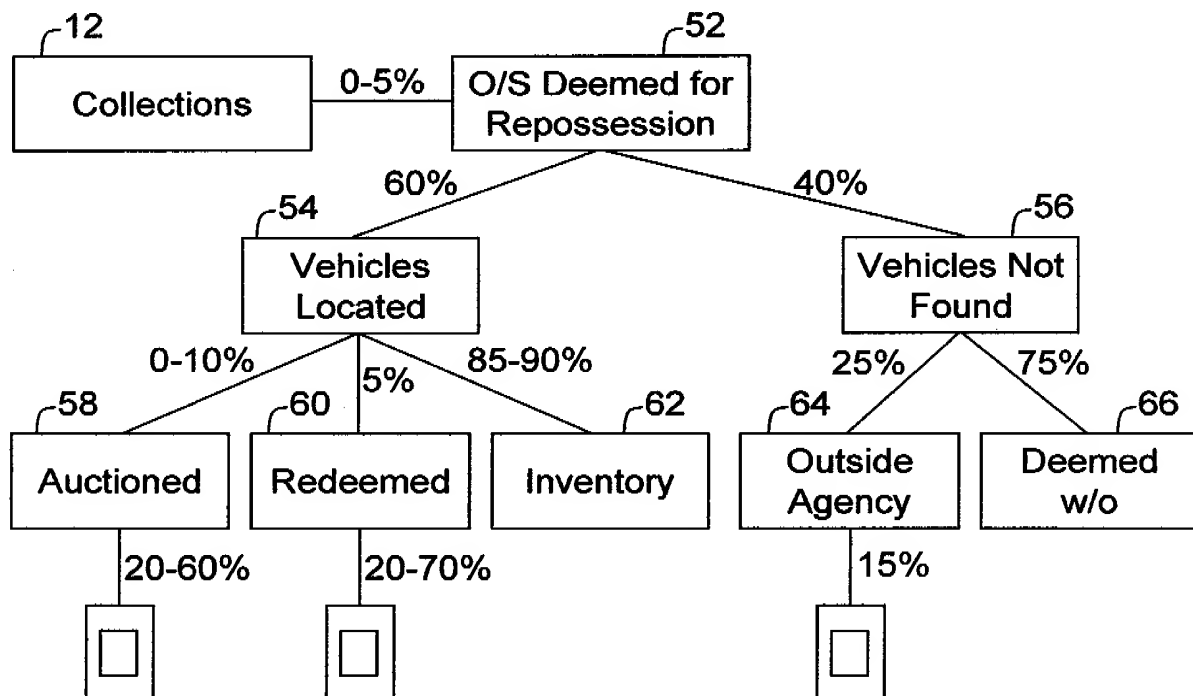 12
52
Collections
0-5%
O/S Deemed for
Repossession
60%
40%
54
56
Vehicles
Located
Vehicles Not
Found
0-10%
5%
85-90%
25%
75%
58
60
62
64
66
Auctioned
Redeemed
Inventory
Outside
Agency
Deemed
w/o
20-60%
20-70%
15%